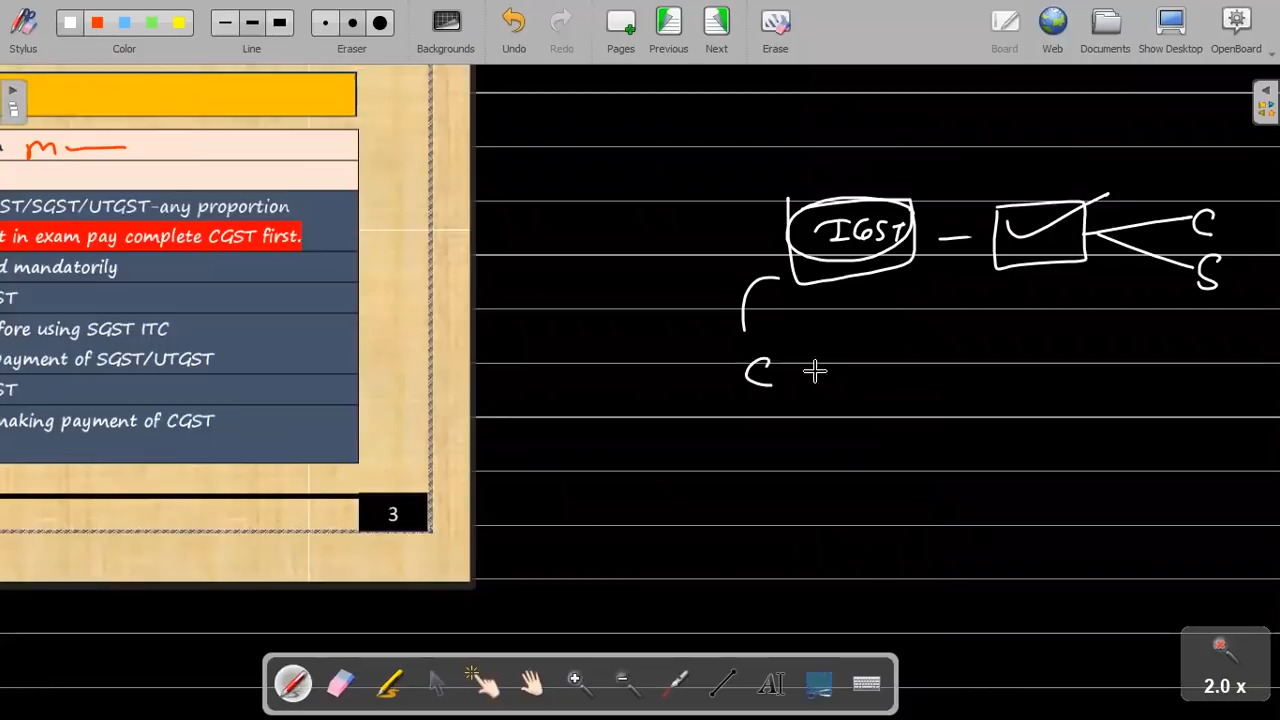 Stylus
Color
Line
Eraser
Backgrounds
Undo
Redo
Pages
Previous
Next
Erase
Board
Web
Documents
Show Desktop
OpenBoard
m
ST/SGST/UTGST-any proportion
t in exam pay complete CGST first.
d mandatorily
ST
fore using SGST ITC
payment of SGST/UTGST
ST
making payment of CGST
3
IGST - C
S
C
AI
2.0 x